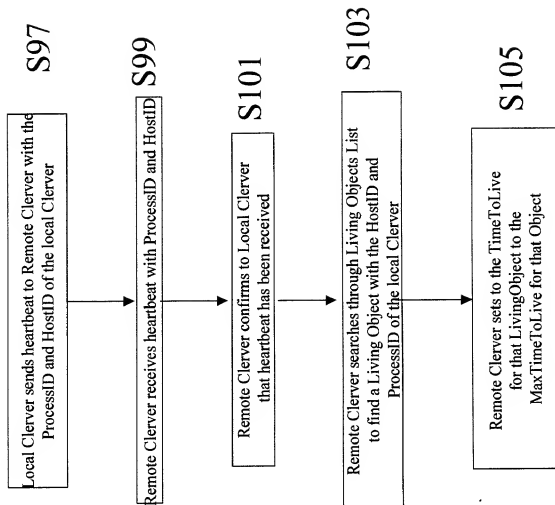 S97
Local Clerver sends heartbeat to Remote Clerver with the
ProcessID and HostID of the local Clerver
S99
Remote Clerver receives heartbeat with ProcessID and HostID
S101
Remote Clerver confirms to Local Clerver
that heartbeat has been received
S103
Remote Clerver searches through Living Objects List
to find a Living Object with the HostID and
ProcessID of the local Clerver
S105
Remote Clerver sets to the TimeToLive
for that LivingObject to the
MaxTimeToLive for that Object